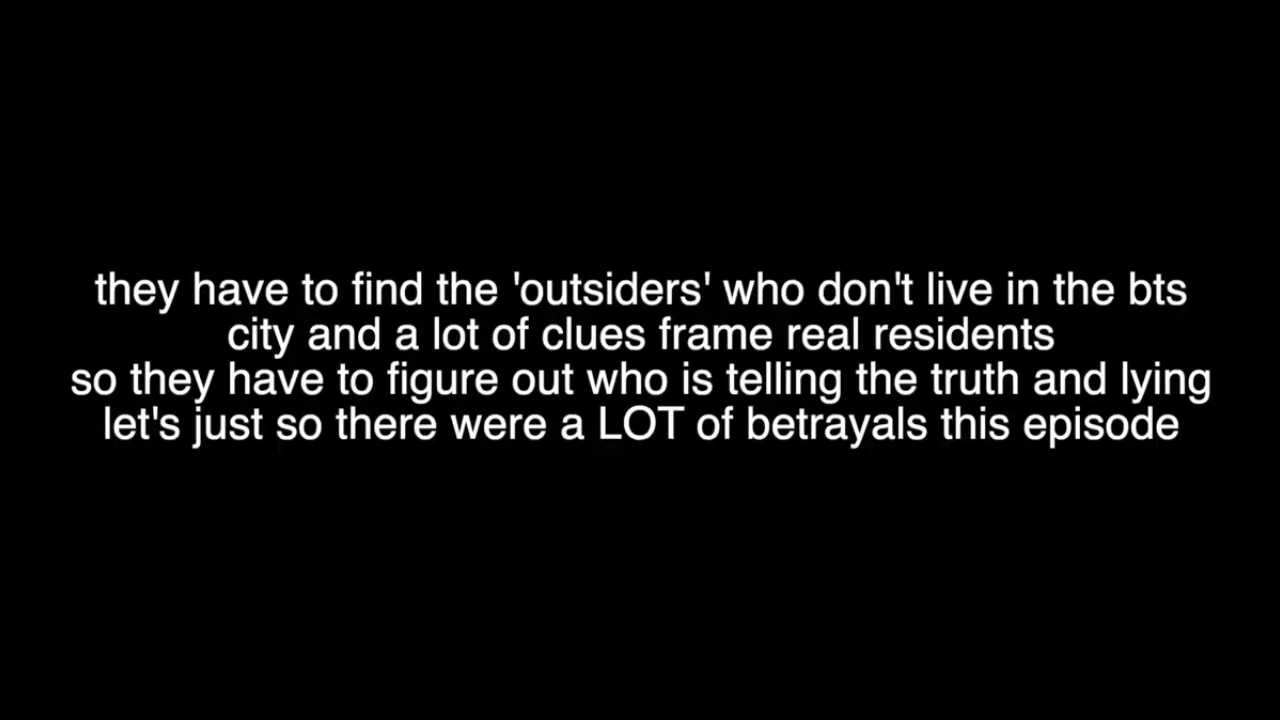 they have to find the 'outsiders' who don't live in the bts
city and a lot of clues frame real residents
so they have to figure out who is telling the truth and lying
let's just so there were a LOT of betrayals this episode